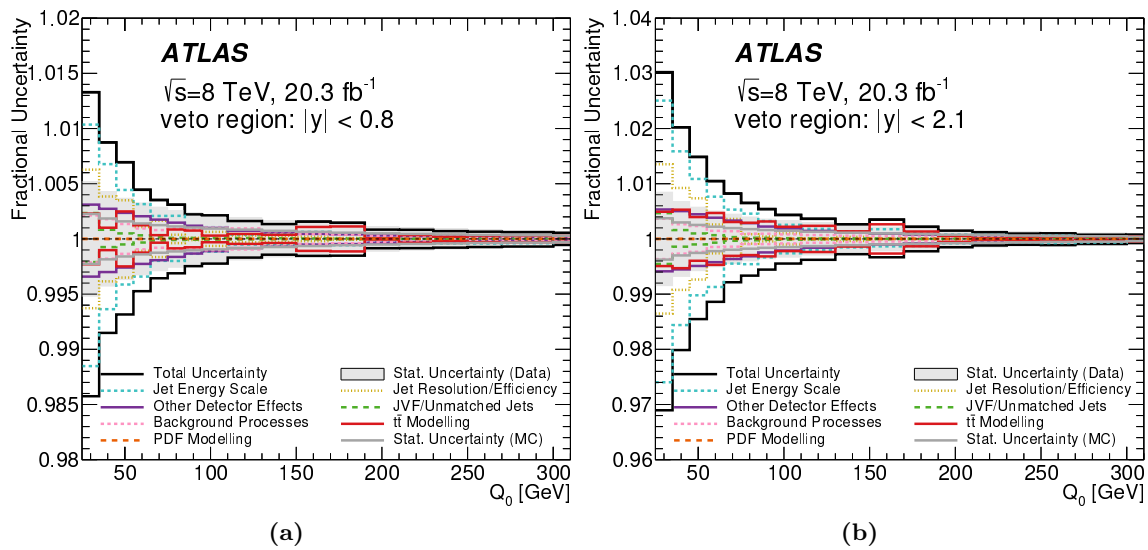 Fractional Uncertainty
1.02
1.015
1.01
1.005
1
0.995
0.99
0.985
0.98
ATLAS
√s=8 TeV, 20.3 fb⁻¹
veto region: |y| < 0.8
Total Uncertainty
Jet Energy Scale
Other Detector Effects
Background Processes
PDF Modelling
Stat. Uncertainty (Data)
Jet Resolution/Efficiency
JVF/Unmatched Jets
tt̄ Modelling
Stat. Uncertainty (MC)
50 100 150 200 250 300
Q₀ [GeV]
(a)
Fractional Uncertainty
1.04
1.03
1.02
1.01
1
0.99
0.98
0.97
0.96
ATLAS
√s=8 TeV, 20.3 fb⁻¹
veto region: |y| < 2.1
Total Uncertainty
Jet Energy Scale
Other Detector Effects
Background Processes
PDF Modelling
Stat. Uncertainty (Data)
Jet Resolution/Efficiency
JVF/Unmatched Jets
tt̄ Modelling
Stat. Uncertainty (MC)
50 100 150 200 250 300
Q₀ [GeV]
(b)